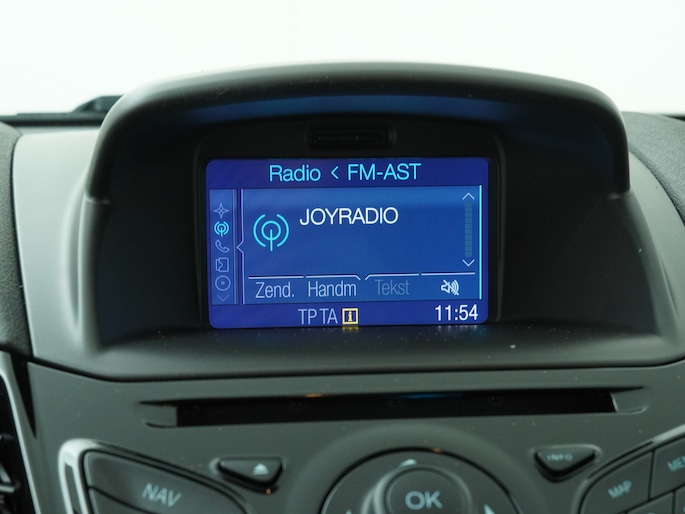 Radio < FM-AST
JOYRADIO
Zend. Handm Tekst
TP TA i 11:54
INFO
NAV
OK
MAP